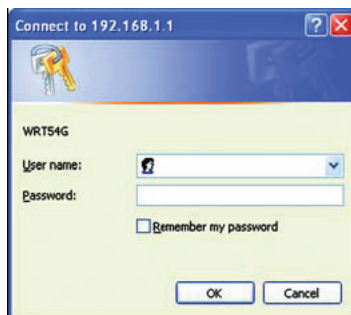 Connect to 192.168.1.1
WRT54G
User name:
Password:
Remember my password
OK
Cancel